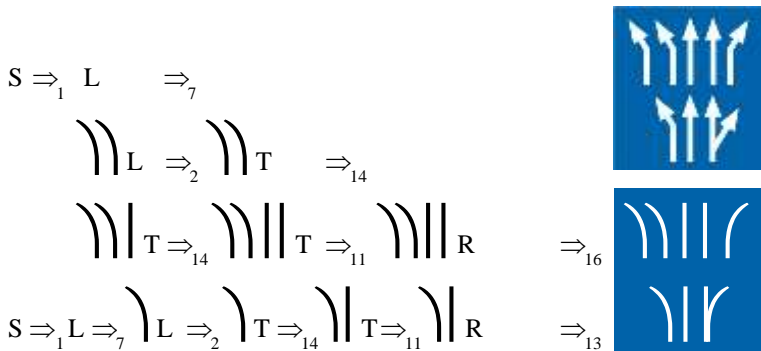 S ⇒1 L ⇒7
L ⇒2 T ⇒14
T ⇒14 T ⇒11 R ⇒16
S ⇒1 L ⇒7 L ⇒2 T ⇒14 T ⇒11 R ⇒13